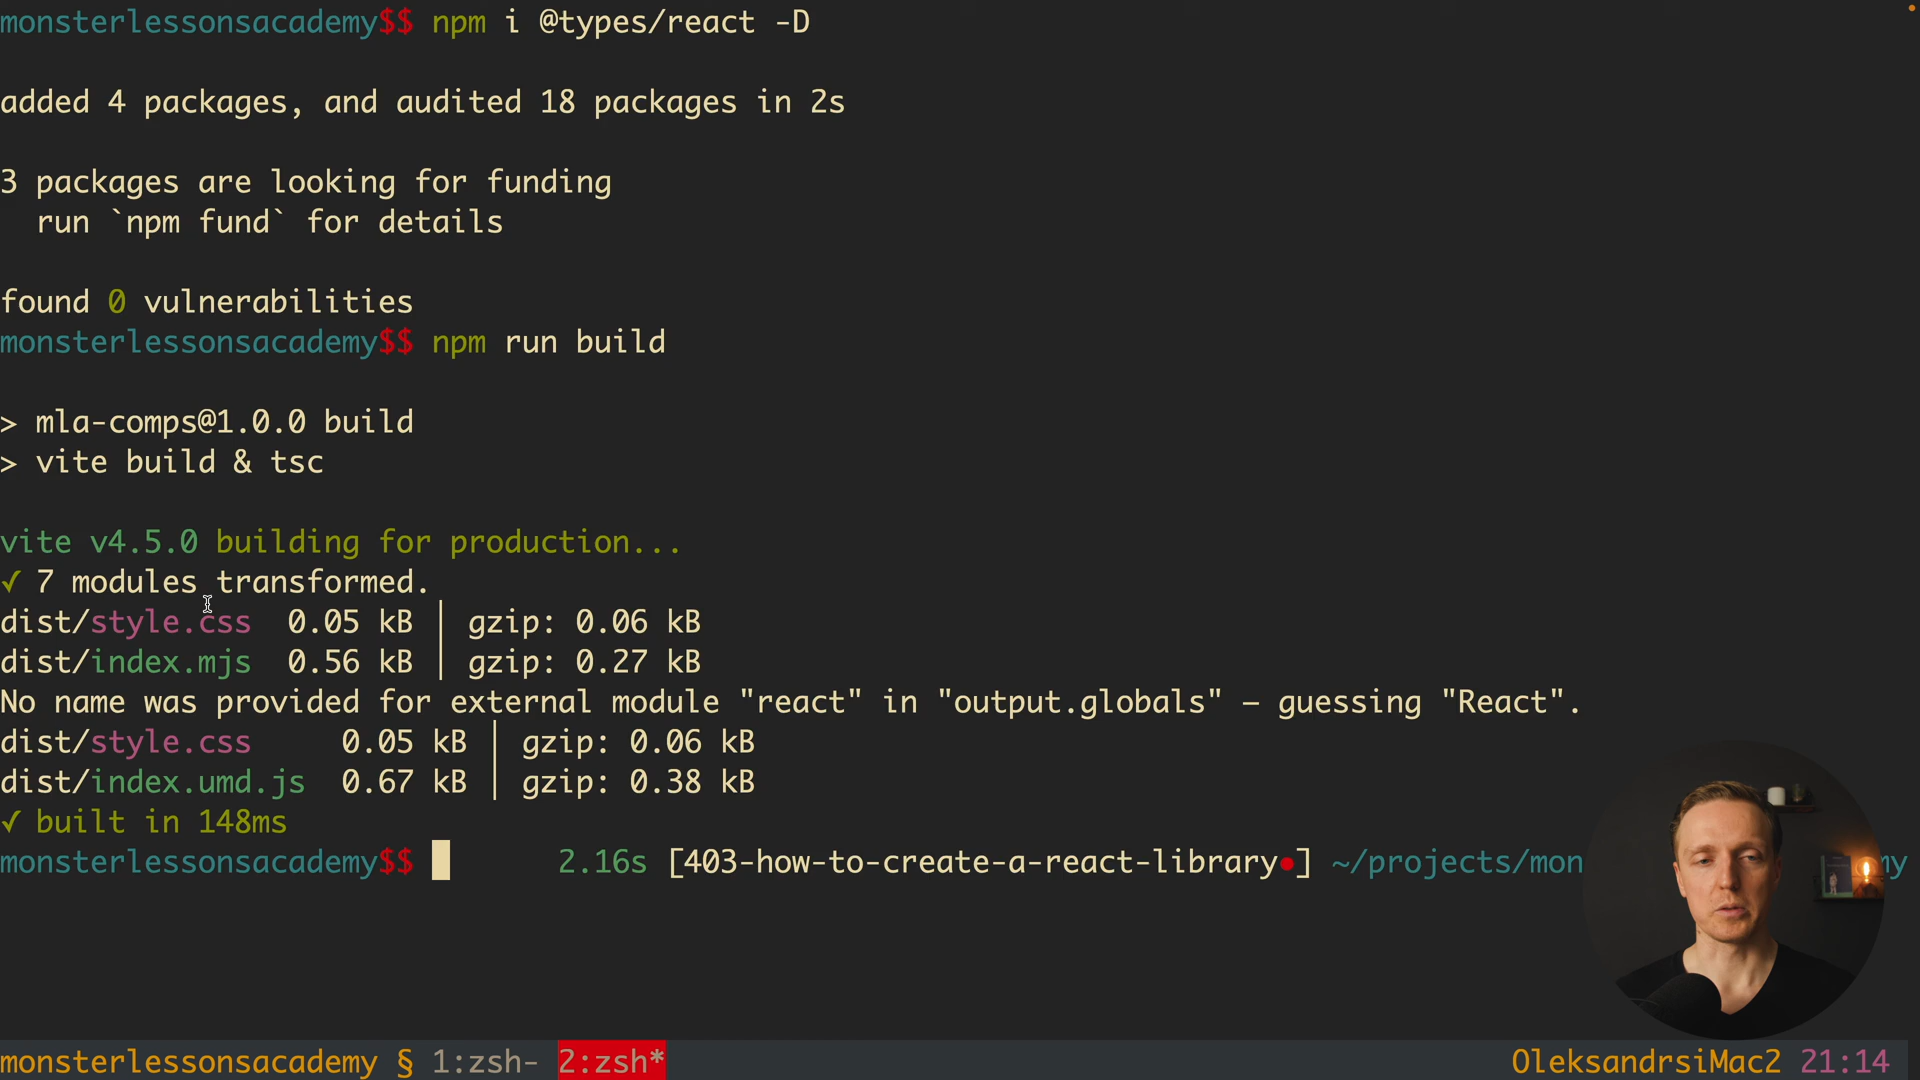 monsterlessonsacademy$$ npm i @types/react -D
added 4 packages, and audited 18 packages in 2s
3 packages are looking for funding
  run `npm fund` for details
found 0 vulnerabilities
monsterlessonsacademy$$ npm run build
> mla-comps@1.0.0 build
> vite build & tsc
vite v4.5.0 building for production...
✓ 7 modules transformed.
dist/style.css  0.05 kB │ gzip: 0.06 kB
dist/index.mjs  0.56 kB │ gzip: 0.27 kB
No name was provided for external module "react" in "output.globals" – guessing "React".
dist/style.css     0.05 kB │ gzip: 0.06 kB
dist/index.umd.js  0.67 kB │ gzip: 0.38 kB
✓ built in 148ms
monsterlessonsacademy$$ 2.16s [403-how-to-create-a-react-library●] ~/projects/mon
monsterlessonsacademy § 1:zsh- 2:zsh* OleksandrsiMac2 21:14